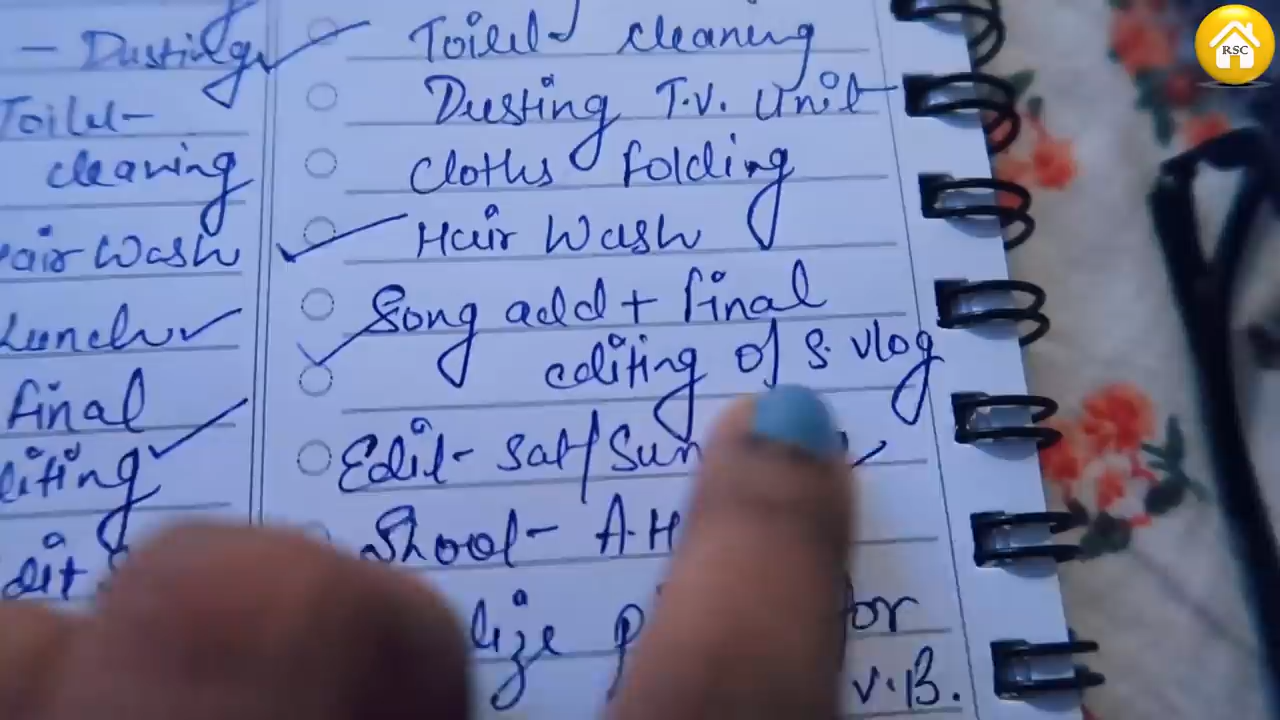 - Dusting
Toilet
cleaning
Hair Wash
Lunch
final
editing
Toilet cleaning
Dusting T.V. Unit
Cloths folding
Hair Wash
Song add + final
editing of S. vlog
Edit - Sat/Sun
Shoot - A.H
for
V.B.
RSC